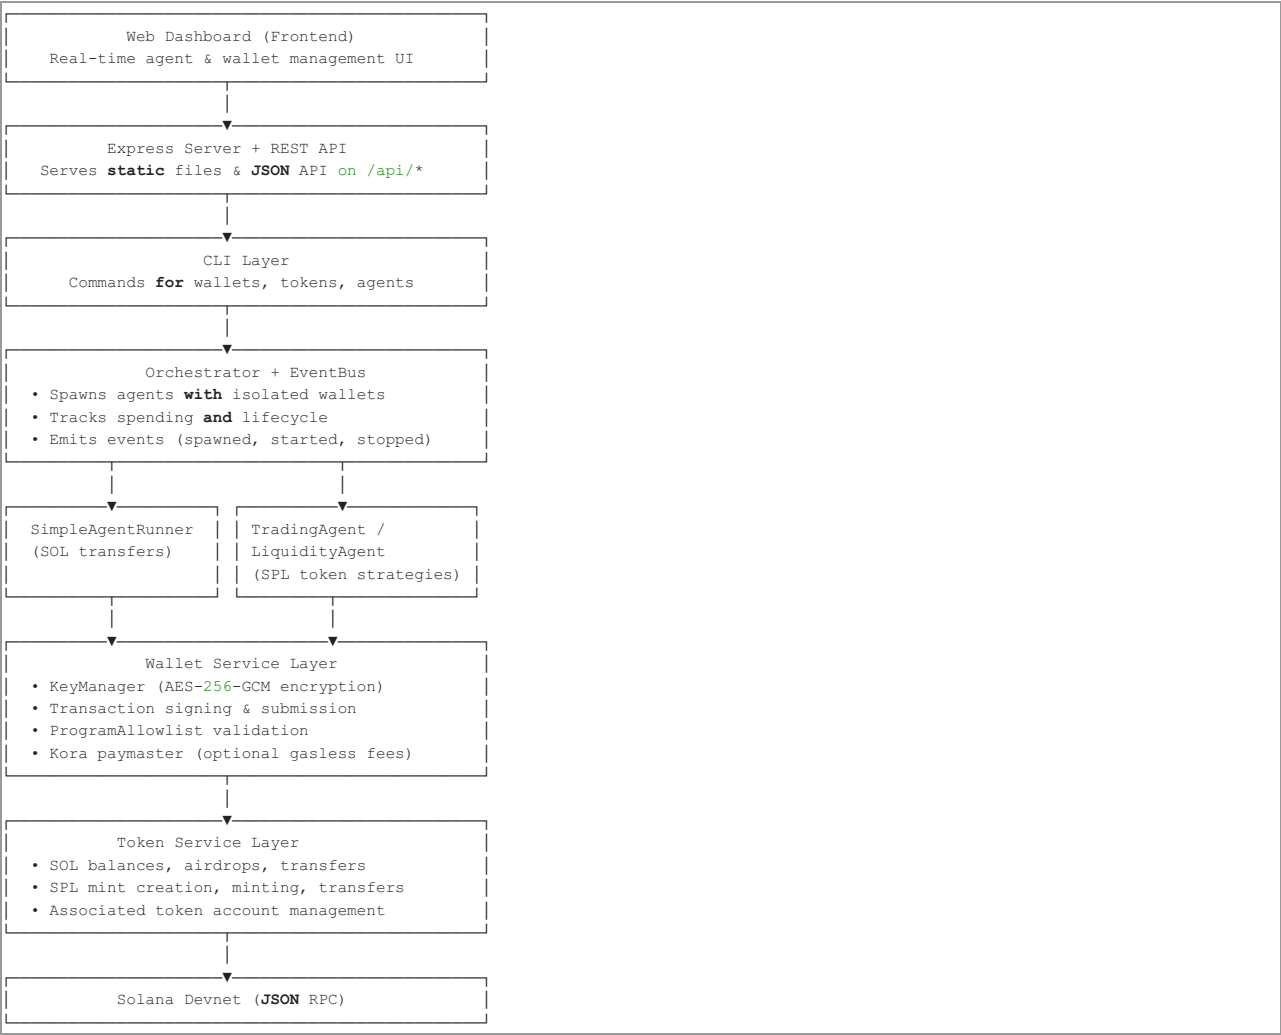 Web Dashboard (Frontend)
Real-time agent & wallet management UI
Express Server + REST API
Serves static files & JSON API on /api/*
CLI Layer
Commands for wallets, tokens, agents
Orchestrator + EventBus
• Spawns agents with isolated wallets
• Tracks spending and lifecycle
• Emits events (spawned, started, stopped)
SimpleAgentRunner
(SOL transfers)
TradingAgent /
LiquidityAgent
(SPL token strategies)
Wallet Service Layer
• KeyManager (AES-256-GCM encryption)
• Transaction signing & submission
• ProgramAllowlist validation
• Kora paymaster (optional gasless fees)
Token Service Layer
• SOL balances, airdrops, transfers
• SPL mint creation, minting, transfers
• Associated token account management
Solana Devnet (JSON RPC)